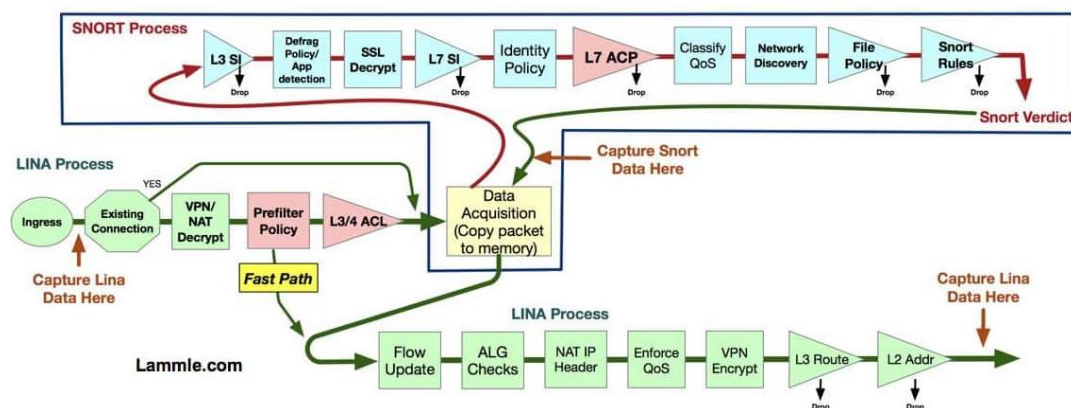 SNORT Process
L3 SI
Drop
Defrag
Policy/
App
detection
SSL
Decrypt
L7 SI
Drop
Identity
Policy
L7 ACP
Drop
Classify
QoS
Network
Discovery
File
Policy
Drop
Snort
Rules
Drop
Snort Verdict
LINA Process
YES
Capture Snort
Data Here
Ingress
Existing
Connection
VPN/
NAT
Decrypt
Prefilter
Policy
L3/4 ACL
Data
Acquisition
(Copy packet
to memory)
Capture Lina
Data Here
Fast Path
Capture Lina
Data Here
LINA Process
Lammle.com
Flow
Update
ALG
Checks
NAT IP
Header
Enforce
QoS
VPN
Encrypt
L3 Route
Drop
L2 Addr
Drop